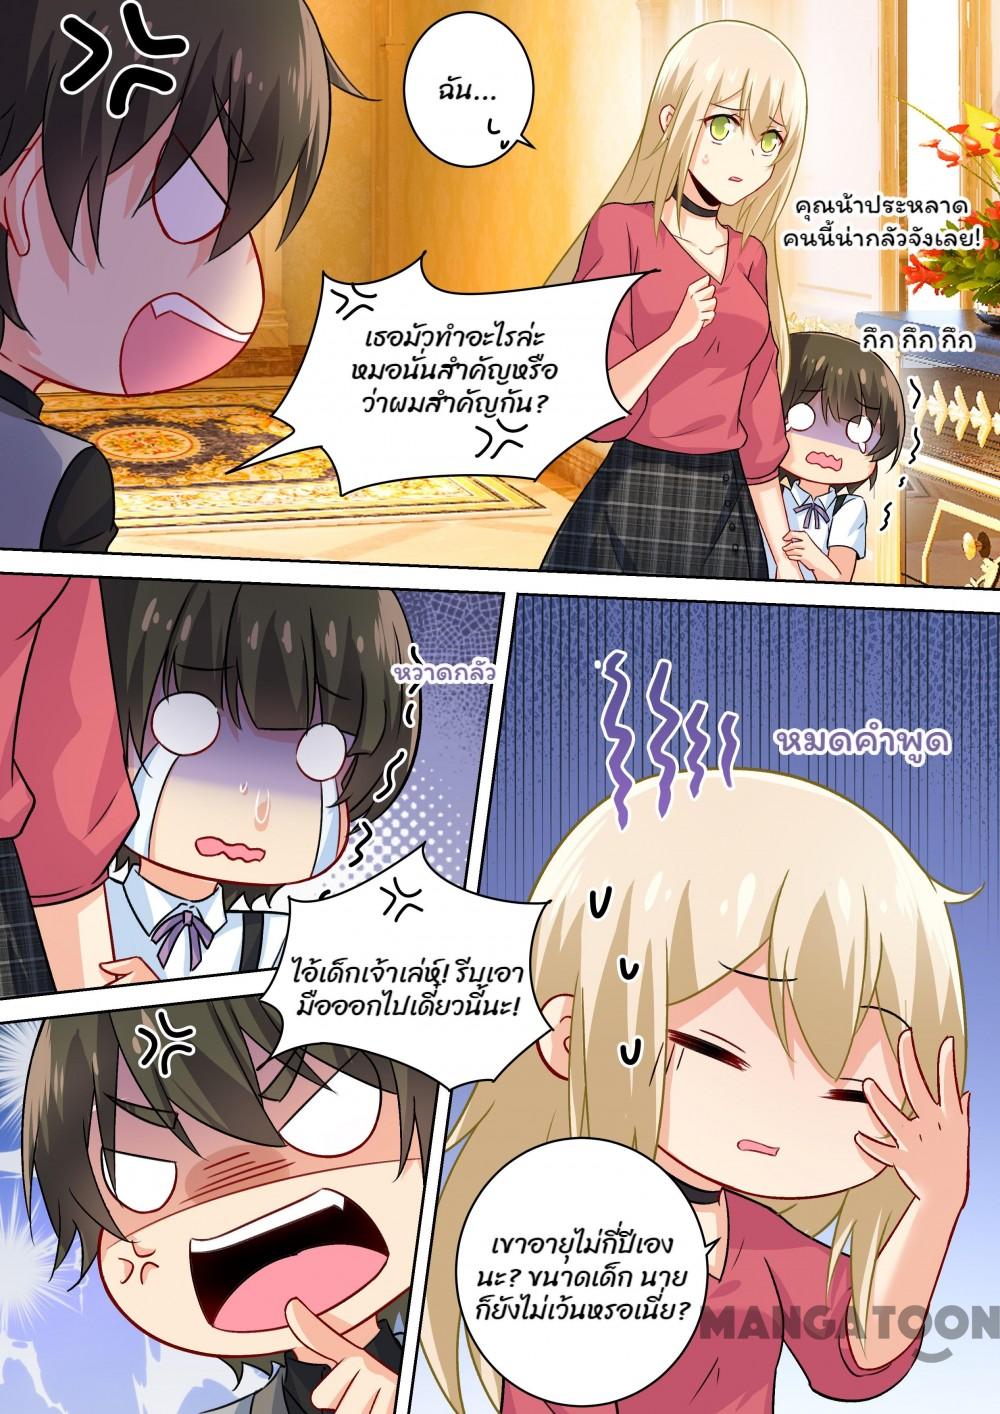 ฉัน...
คุณน้าประหลาด
คนนี้น่ากลัวจังเลย!
เธอมัวทำอะไรล่ะ
หมอนั่นสำคัญหรือ
ว่าผมสำคัญกัน?
กึก กึก กึก
หวาดกลัว
หมดคำพูด
ไอ้เด็กเจ้าเล่ห์! รีบเอา
มือออกไปเดี๋ยวนี้นะ!
เขาอายุไม่กี่ปีเอง
นะ? ขนาดเด็ก นาย
ก็ยังไม่เว้นหรอเนี่ย?
MANGATOON